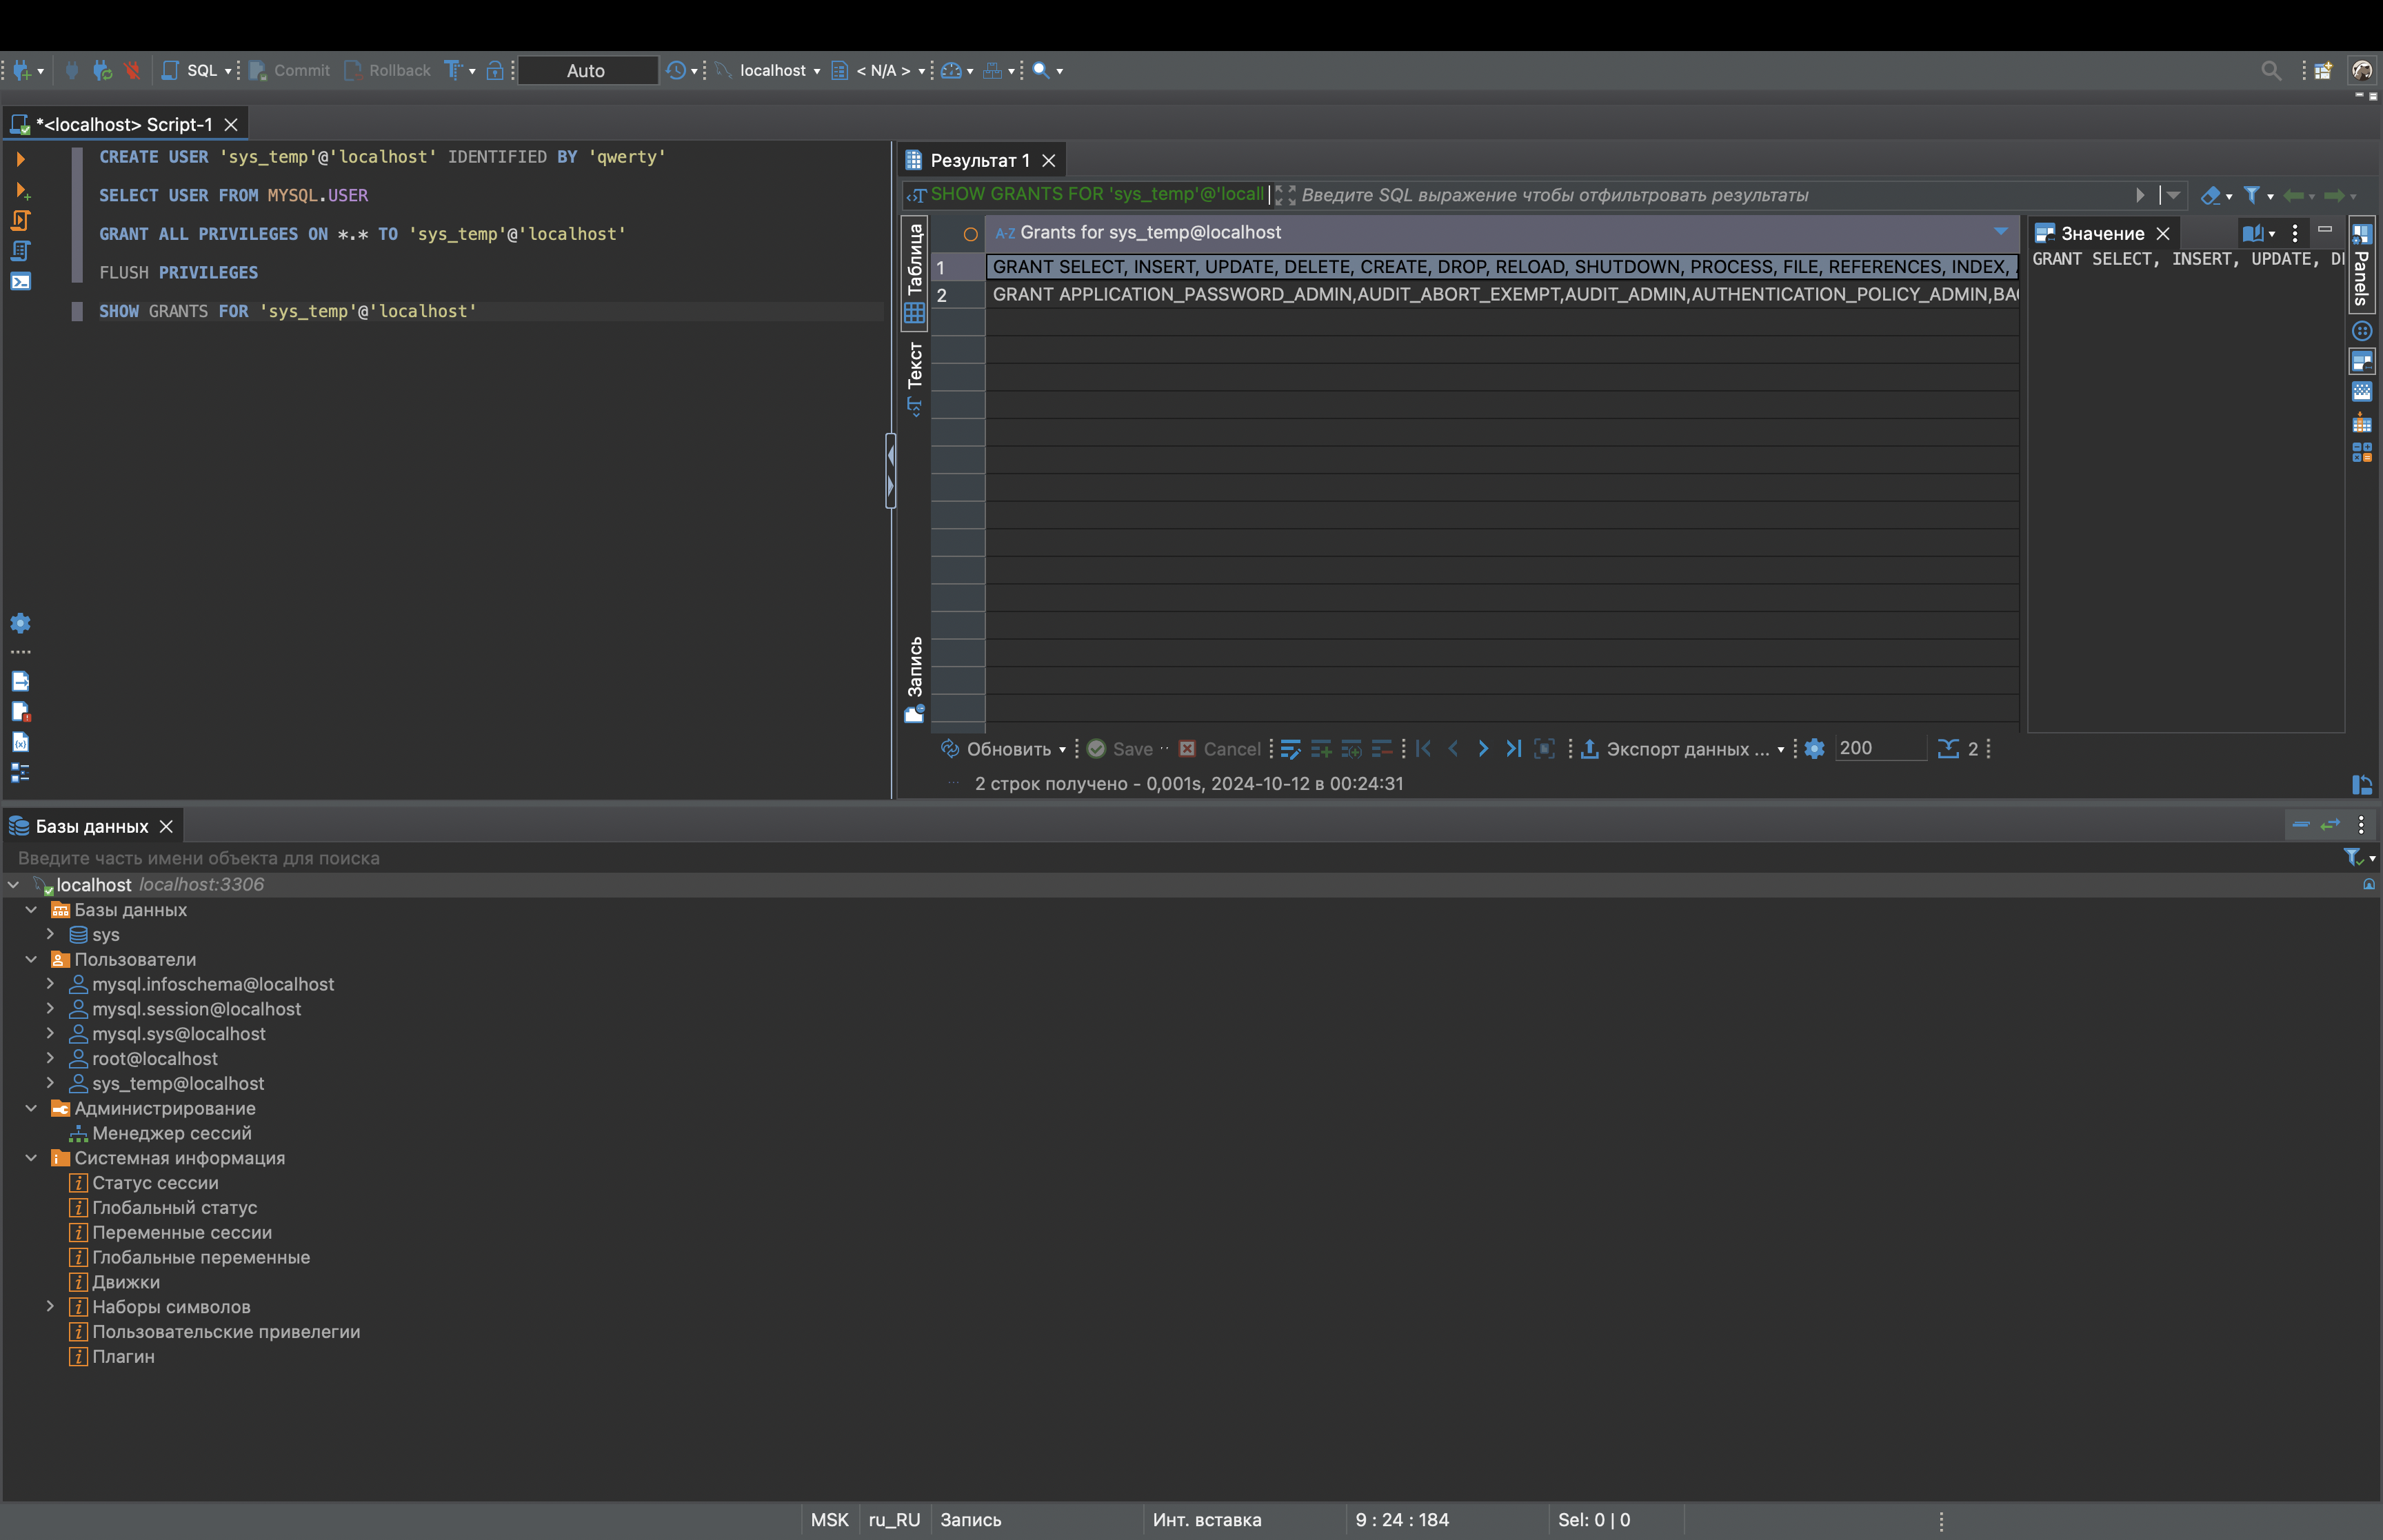 SQL Commit Rollback Auto localhost < N/A >
*<localhost> Script-1
CREATE USER 'sys_temp'@'localhost' IDENTIFIED BY 'qwerty'
SELECT USER FROM MYSQL.USER
GRANT ALL PRIVILEGES ON *.* TO 'sys_temp'@'localhost'
FLUSH PRIVILEGES
SHOW GRANTS FOR 'sys_temp'@'localhost'
Результат 1
SHOW GRANTS FOR 'sys_temp'@'locall Введите SQL выражение чтобы отфильтровать результаты
Таблица
Текст
Запись
A-Z Grants for sys_temp@localhost
1 GRANT SELECT, INSERT, UPDATE, DELETE, CREATE, DROP, RELOAD, SHUTDOWN, PROCESS, FILE, REFERENCES, INDEX,
2 GRANT APPLICATION_PASSWORD_ADMIN,AUDIT_ABORT_EXEMPT,AUDIT_ADMIN,AUTHENTICATION_POLICY_ADMIN,BA
Значение
GRANT SELECT, INSERT, UPDATE, D
Panels
Обновить Save Cancel Экспорт данных ... 200 2
2 строк получено - 0,001s, 2024-10-12 в 00:24:31
Базы данных
Введите часть имени объекта для поиска
localhost localhost:3306
Базы данных
sys
Пользователи
mysql.infoschema@localhost
mysql.session@localhost
mysql.sys@localhost
root@localhost
sys_temp@localhost
Администрирование
Менеджер сессий
Системная информация
Статус сессии
Глобальный статус
Переменные сессии
Глобальные переменные
Движки
Наборы символов
Пользовательские привелегии
Плагин
MSK ru_RU Запись Инт. вставка 9 : 24 : 184 Sel: 0 | 0